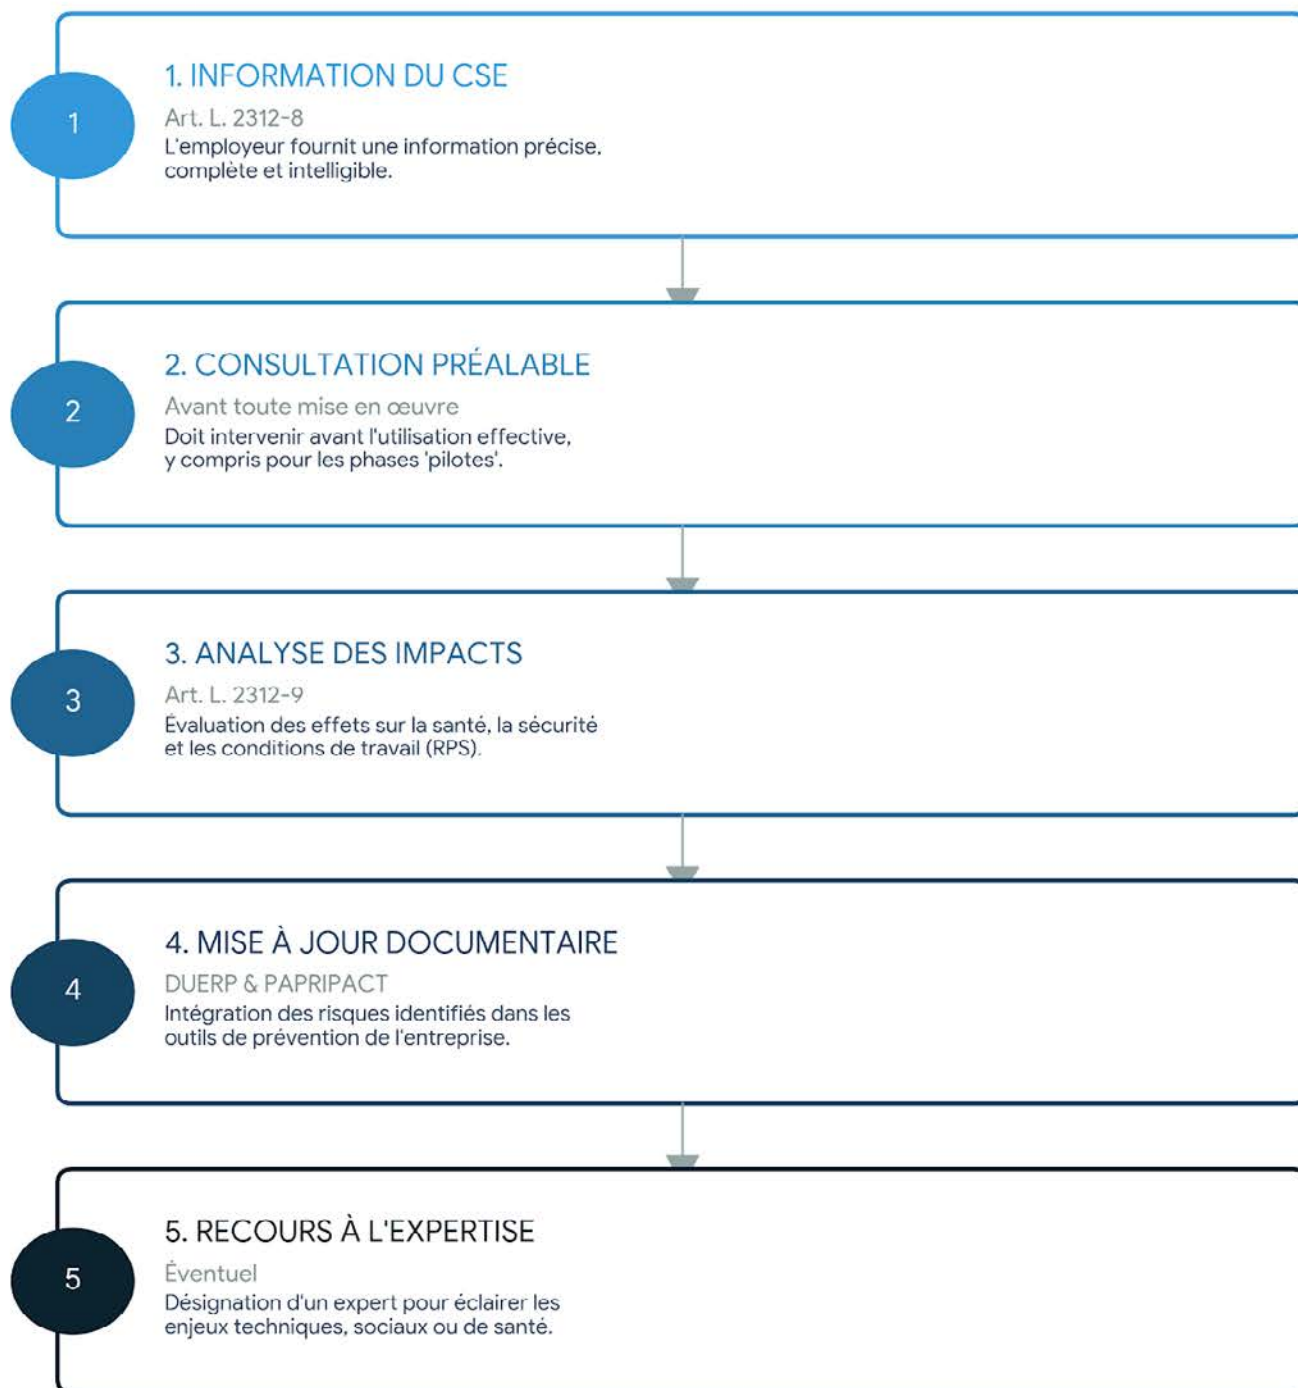 1
1. INFORMATION DU CSE
Art. L. 2312-8
L'employeur fournit une information précise,
complète et intelligible.
2
2. CONSULTATION PRÉALABLE
Avant toute mise en œuvre
Doit intervenir avant l'utilisation effective,
y compris pour les phases 'pilotes'.
3
3. ANALYSE DES IMPACTS
Art. L. 2312-9
Évaluation des effets sur la santé, la sécurité
et les conditions de travail (RPS).
4
4. MISE À JOUR DOCUMENTAIRE
DUERP & PAPRIPACT
Intégration des risques identifiés dans les
outils de prévention de l'entreprise.
5
5. RECOURS À L'EXPERTISE
Éventuel
Désignation d'un expert pour éclairer les
enjeux techniques, sociaux ou de santé.